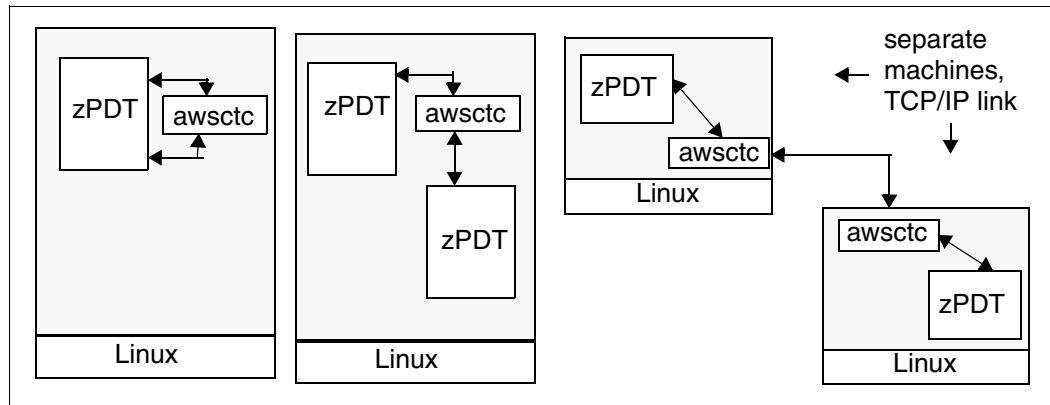 zPDT
awsctc
Linux
zPDT
awsctc
zPDT
Linux
zPDT
awsctc
Linux
separate
machines,
TCP/IP link
awsctc
zPDT
Linux